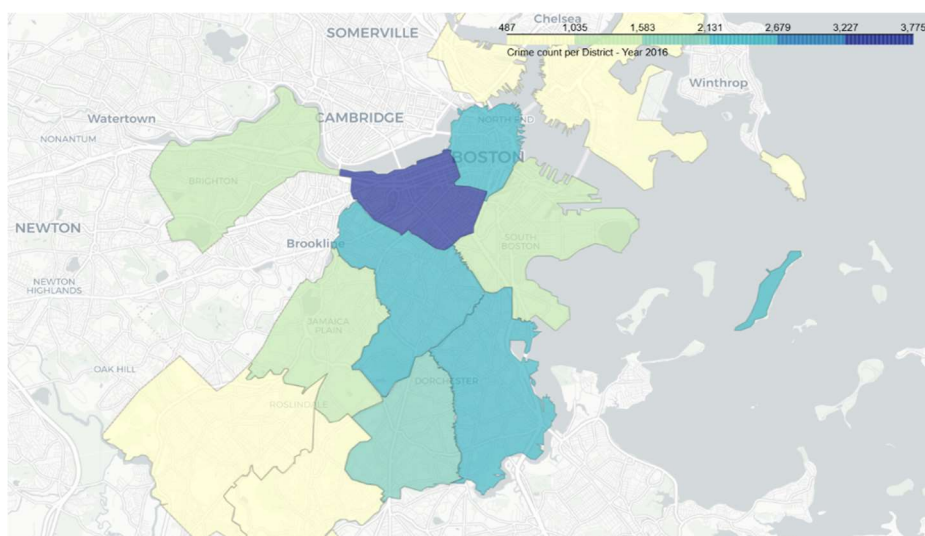 Chelsea
SOMERVILLE
487 1,035 1,583 2,131 2,679 3,227 3,775
Crime count per District - Year 2016
Winthrop
Watertown
CAMBRIDGE
NORTH END
NONANTUM
BOSTON
BRIGHTON
NEWTON
Brookline
SOUTH
BOSTON
NEWTON
HIGHLANDS
JAMAICA
PLAIN
OAK HILL
DORCHESTER
ROSLINDALE